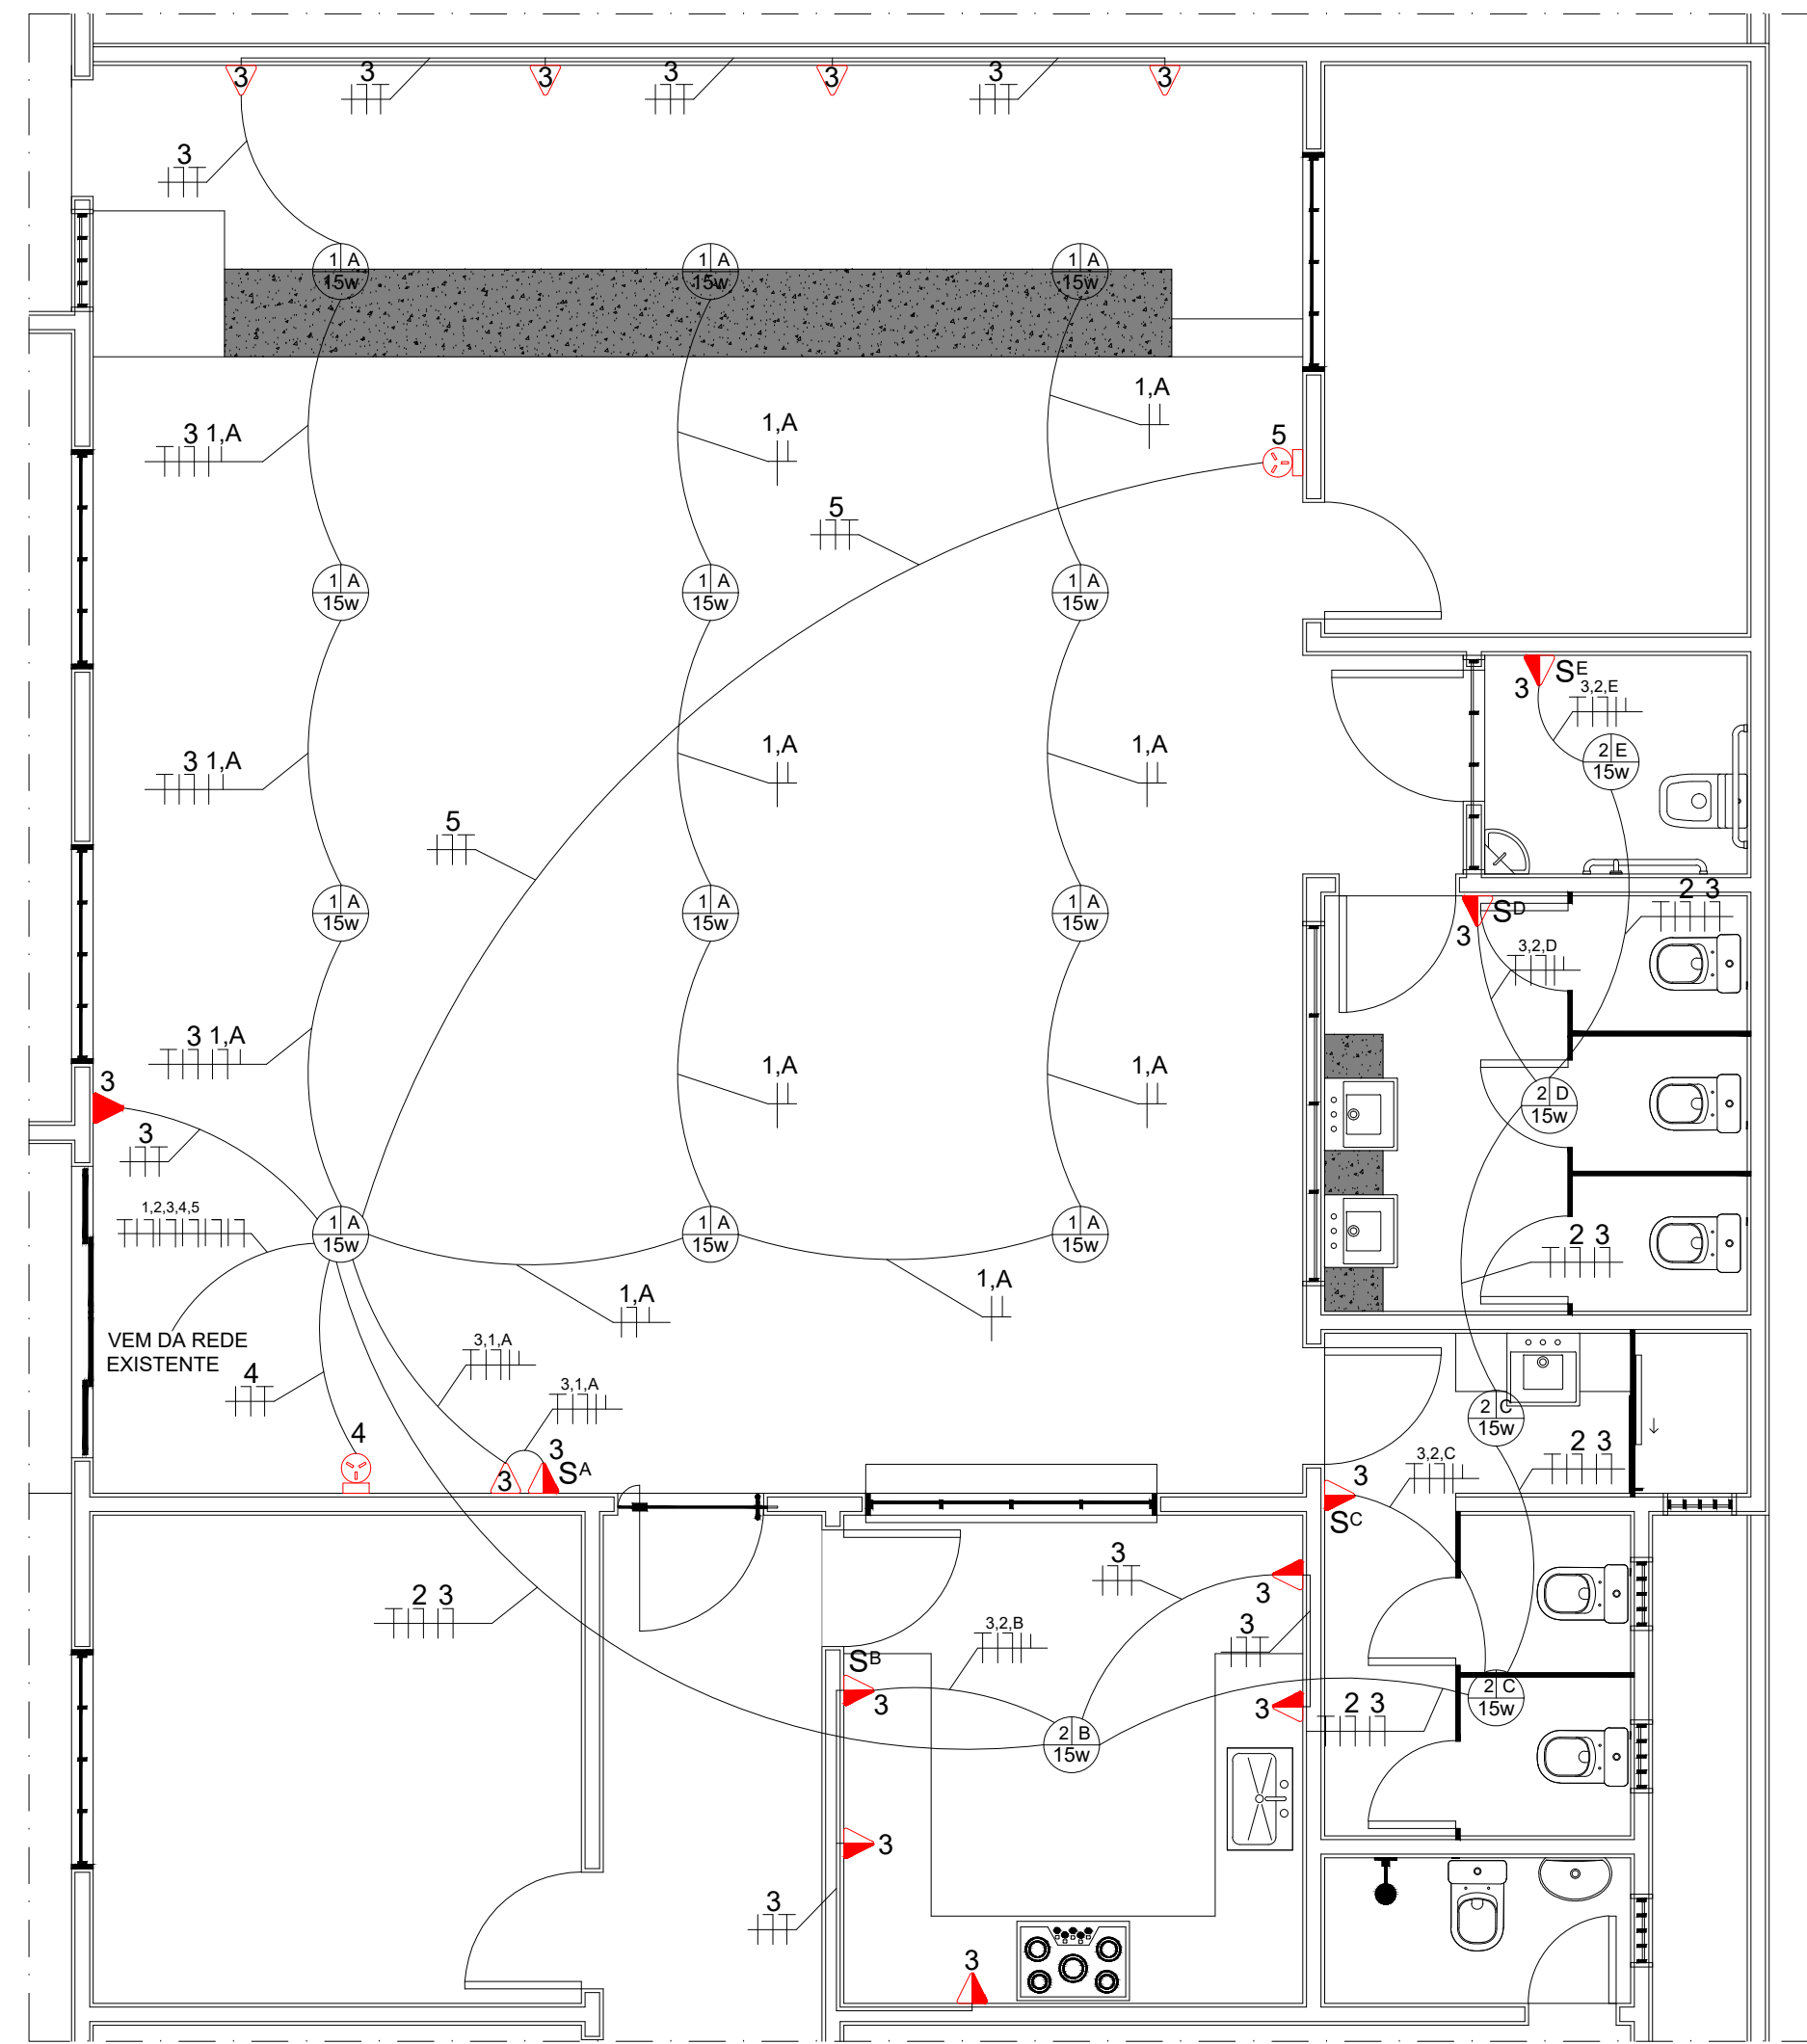 3 3 3 3
3 3 3
3
1 A 1 A 1 A
15w 15w 15w
1,A
3 1,A 1,A
5
5
1 A 1 A 1 A
15w 15w 15w
S E
3
3,2,E
3 1,A 1,A 1,A
2 E
15w
5
1 A 1 A 1 A
15w 15w 15w
2 3
S D
3
3,2,D
3 1,A 1,A 1,A
3
2 D
15w
3
1,2,3,4,5
1 A 1 A 1 A
15w 15w 15w
2 3
1,A 1,A
VEM DA REDE
EXISTENTE
3,1,A
4
3,1,A
2 C
15w
4
3
S A
3
2 3
3,2,C
3
S C
3
2 3
3
3,2,B
3
S B
3
3
2 C
15w
2 3
2 B
15w
3
3
3